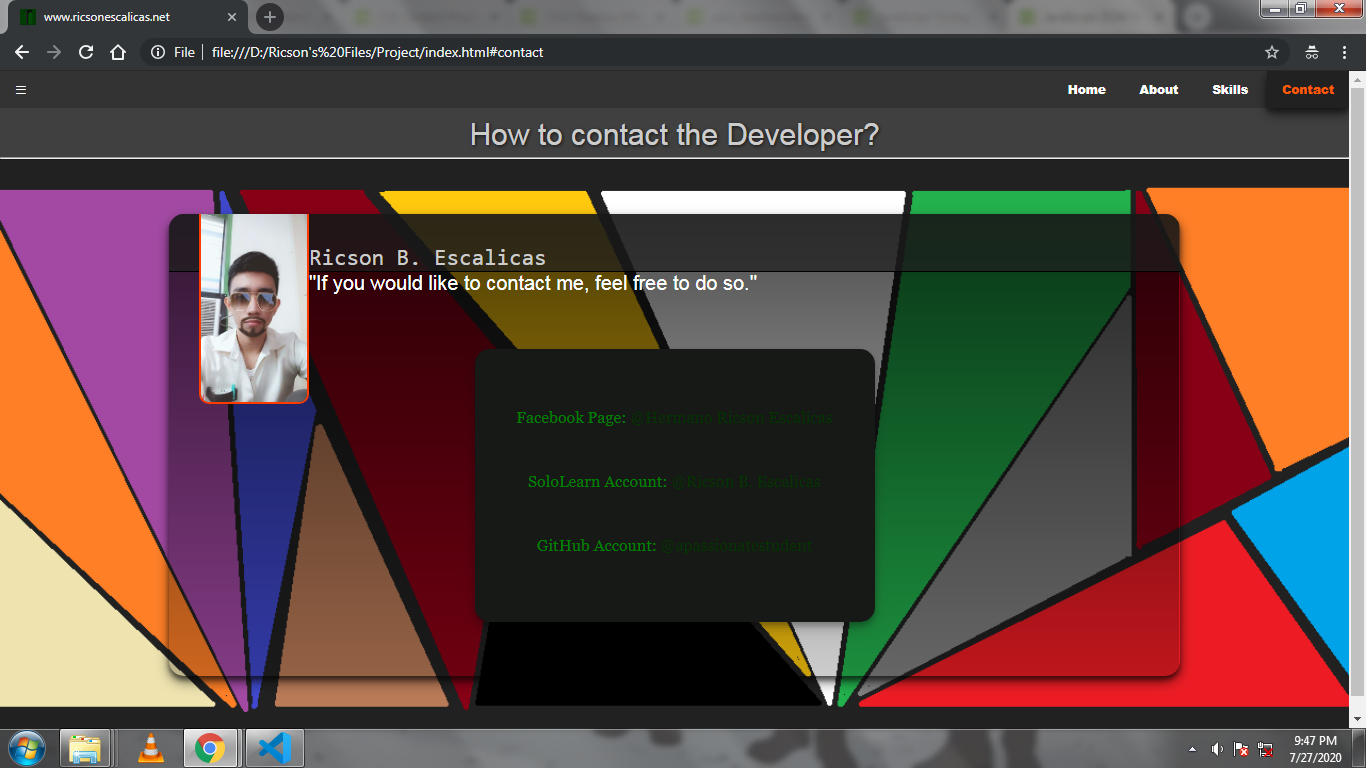 www.ricsonescalicas.net
File
file:///D:/Ricson's%20Files/Project/index.html#contact
Home About Skills Contact
How to contact the Developer?
Ricson B. Escalicas
"If you would like to contact me, feel free to do so."
Facebook Page: @Hermano Ricson Escalicas
SoloLearn Account: @Ricson B. Escalicas
GitHub Account: @apassionatestudent
9:47 PM
7/27/2020